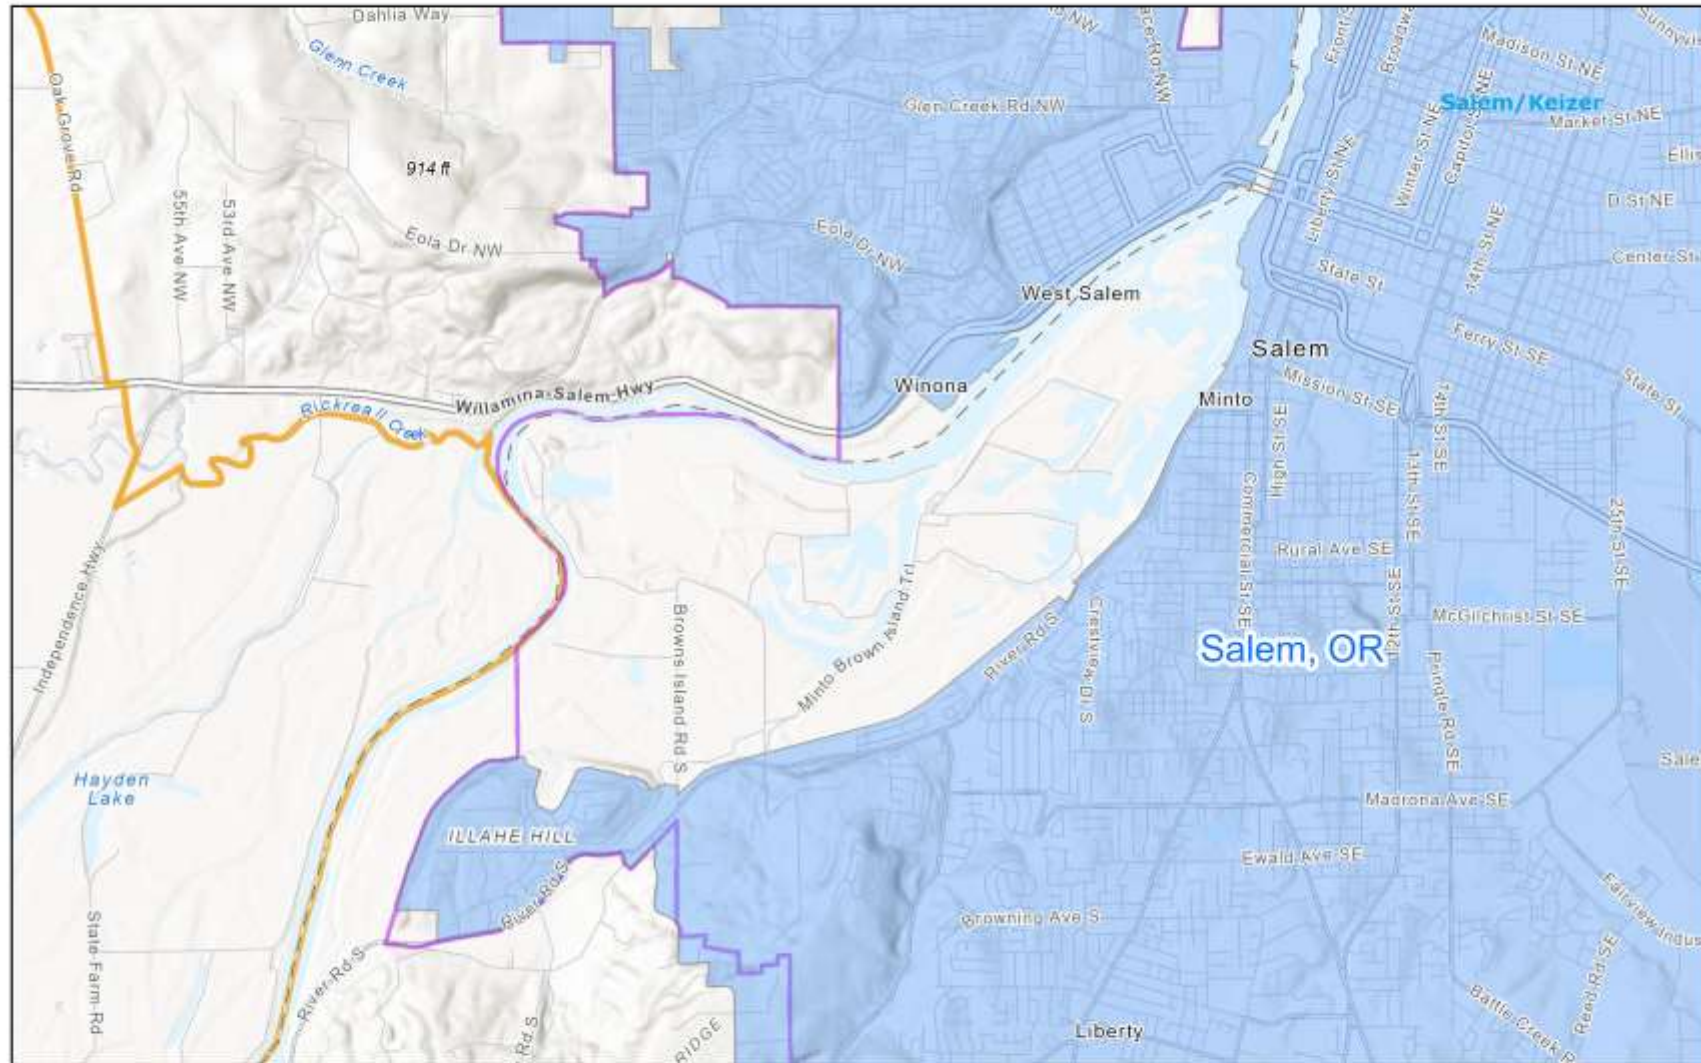 Dahlia Way
Glenn Creek
Oak Grove Rd
914 ft
55th Ave NW
53rd Ave NW
Eola Dr NW
Glen Creek Rd NW
Eola Dr NW
Madison St NE
Salem/Keizer
Market St NE
Winter St NE
Capitol St NE
Liberty St NE
D St NE
14th St NE
Center St
State St
West Salem
Salem
Ferry St SE
State St
Winona
Minto
Mission St SE
Willamina-Salem Hwy
Rickreall Creek
High St SE
Commercial St SE
14th St SE
13th St SE
25th St SE
Rural Ave SE
12th St SE
McGilchrist St SE
Independence Hwy
Browns Island Rd S
Minto Brown Island Trl
River Rd S
Crestview Dr S
Salem, OR
Pringle Rd SE
Hayden
Lake
Madrona Ave SE
ILLAHE HILL
Ewald Ave SE
River Rd S
Browning Ave S
Fairview Indus
State Farm Rd
River Rd S
Rd S
RIDGE
Liberty
Battle Creek R
Reed Rd SE